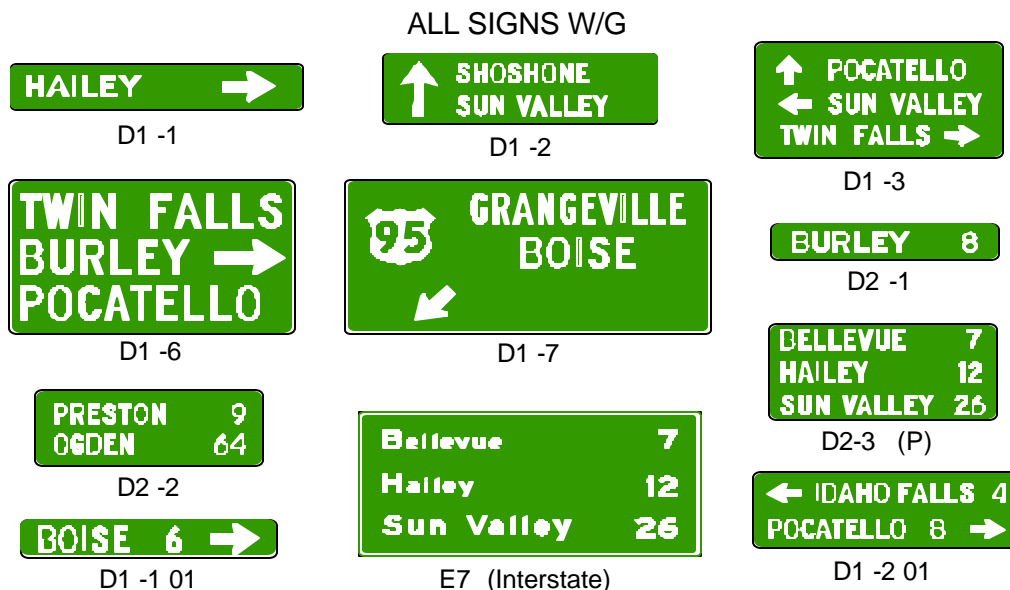 ALL SIGNS W/G
HAILEY
D1 -1
SHOSHONE
SUN VALLEY
D1 -2
POCATELLO
SUN VALLEY
TWIN FALLS
D1 -3
TWIN FALLS
BURLEY
POCATELLO
D1 -6
95
GRANGEVILLE
BOISE
D1 -7
BURLEY 8
D2 -1
BELLEVUE 7
HAILEY 12
SUN VALLEY 26
D2-3 (P)
PRESTON 9
OGDEN 64
D2 -2
Bellevue 7
Hailey 12
Sun Valley 26
E7 (Interstate)
IDAHO FALLS 4
POCATELLO 8
D1 -2 01
BOISE 6
D1 -1 01